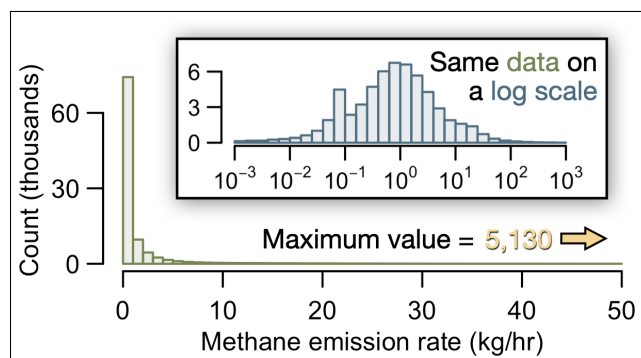 Same data on
a log scale
6
3
0
10⁻³ 10⁻² 10⁻¹ 10⁰ 10¹ 10² 10³
Count (thousands)
60
30
0
Maximum value = 5,130
0 10 20 30 40 50
Methane emission rate (kg/hr)